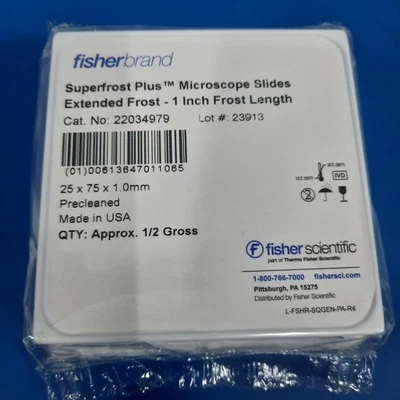 fisherbrand
Superfrost Plus™ Microscope Slides
Extended Frost - 1 Inch Frost Length
Cat. No: 22034979 Lot #: 23913
(01)00613647011065
25 x 75 x 1.0mm
Precleaned
Made in USA
QTY: Approx. 1/2 Gross
IVD
fisher scientific
part of Thermo Fisher Scientific
1-800-766-7000 fishersci.com
Pittsburgh, PA 15275
Distributed by Fisher Scientific
L-FSHR-SQGEN-PA-R4